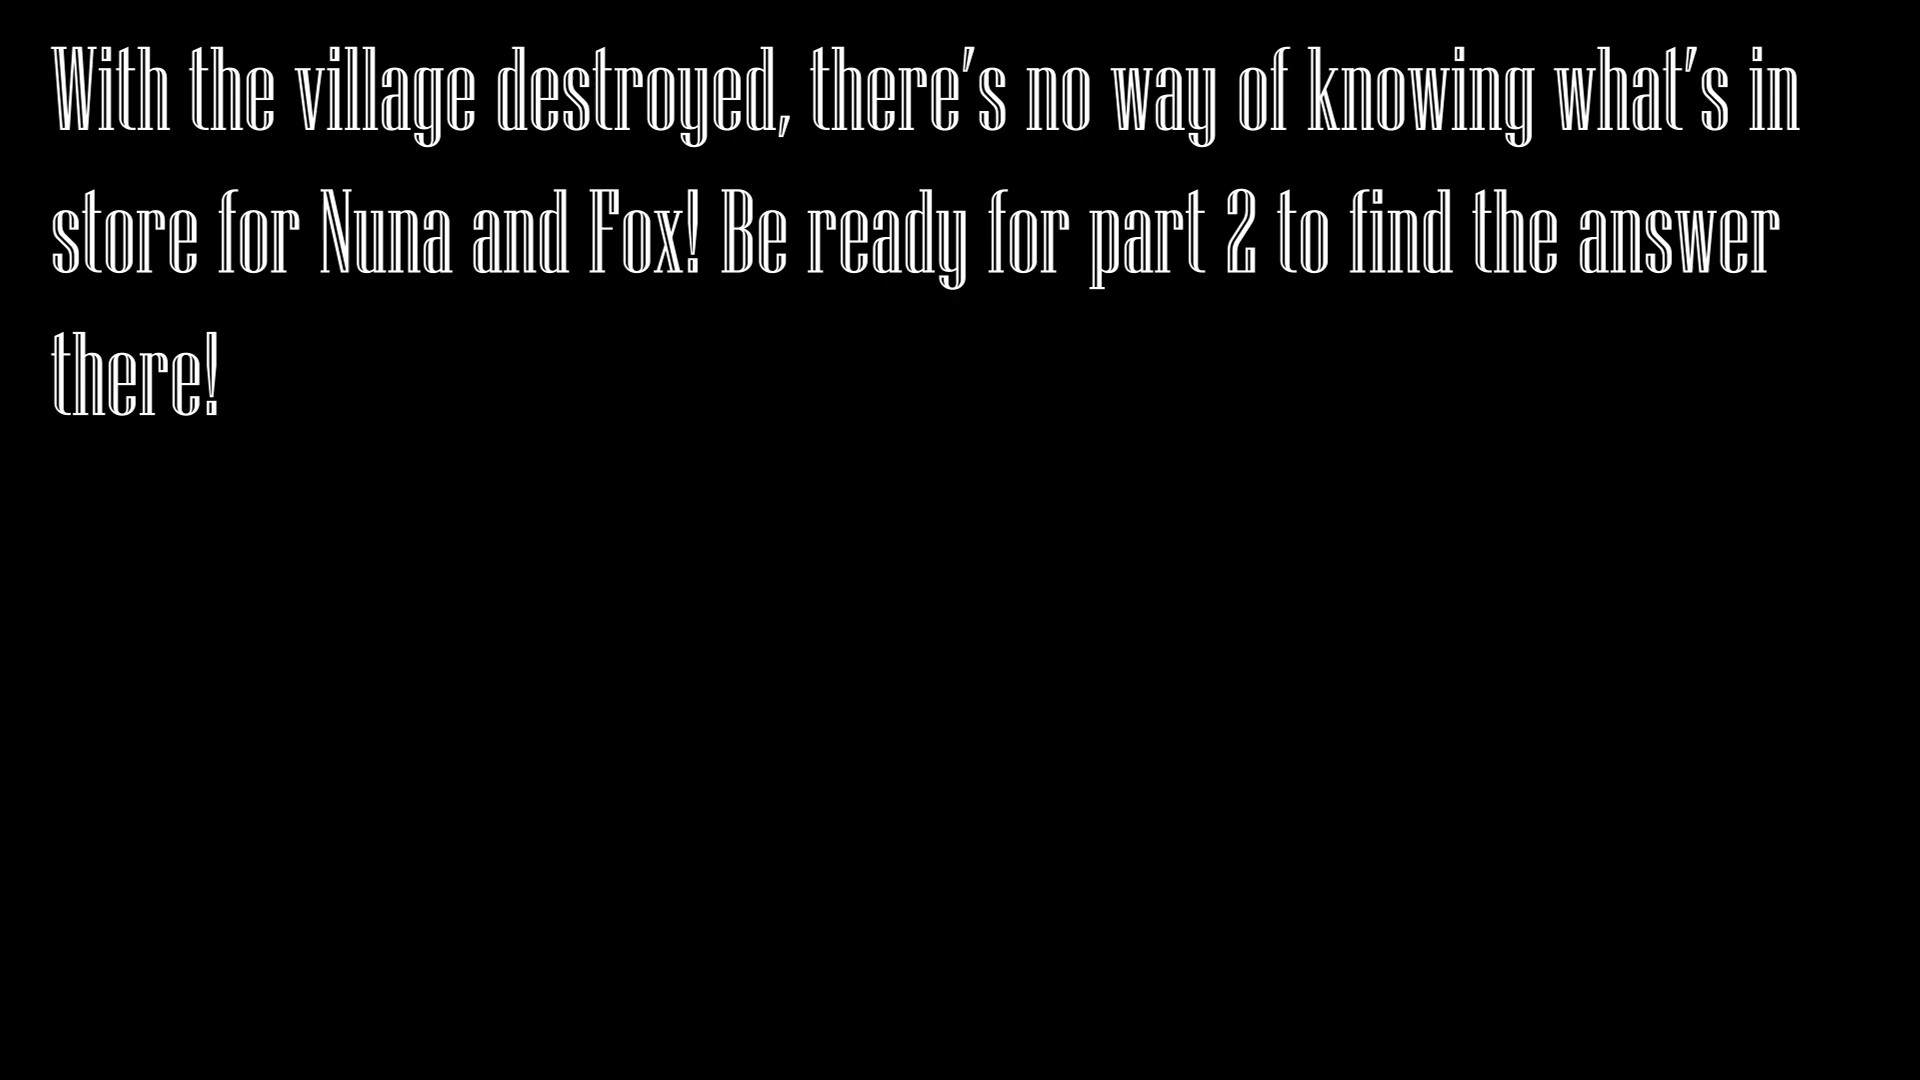 With the village destroyed, there's no way of knowing what's in
store for Nuna and Fox! Be ready for part 2 to find the answer
there!